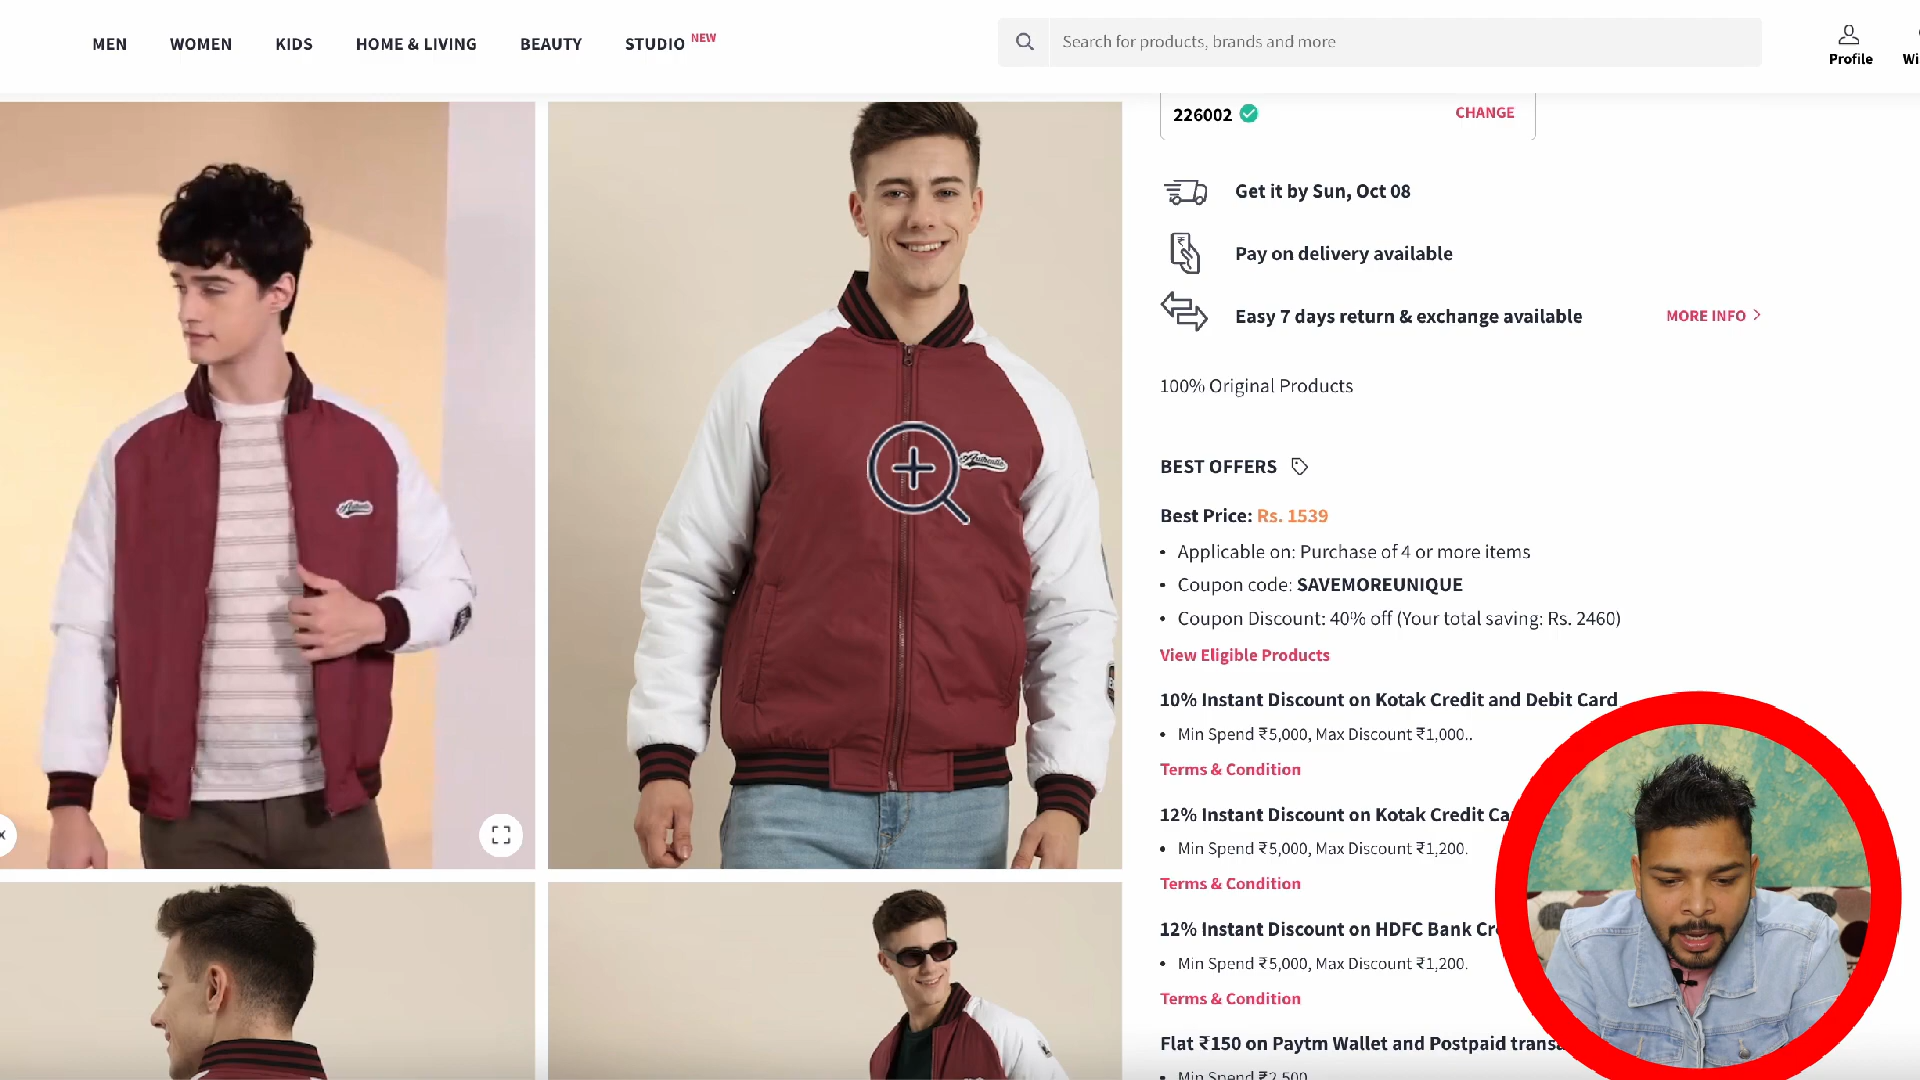 MEN WOMEN KIDS HOME & LIVING BEAUTY STUDIO NEW
Search for products, brands and more
Profile
226002 CHANGE
Get it by Sun, Oct 08
Pay on delivery available
Easy 7 days return & exchange available MORE INFO
100% Original Products
BEST OFFERS
Best Price: Rs. 1539
• Applicable on: Purchase of 4 or more items
• Coupon code: SAVEMOREUNIQUE
• Coupon Discount: 40% off (Your total saving: Rs. 2460)
View Eligible Products
10% Instant Discount on Kotak Credit and Debit Card
• Min Spend ₹5,000, Max Discount ₹1,000..
Terms & Condition
12% Instant Discount on Kotak Credit
• Min Spend ₹5,000, Max Discount ₹1,200.
Terms & Condition
12% Instant Discount on HDFC Bank
• Min Spend ₹5,000, Max Discount ₹1,200.
Terms & Condition
Flat ₹150 on Paytm Wallet and Postpaid
• Min Spend ₹2,500
Authentic